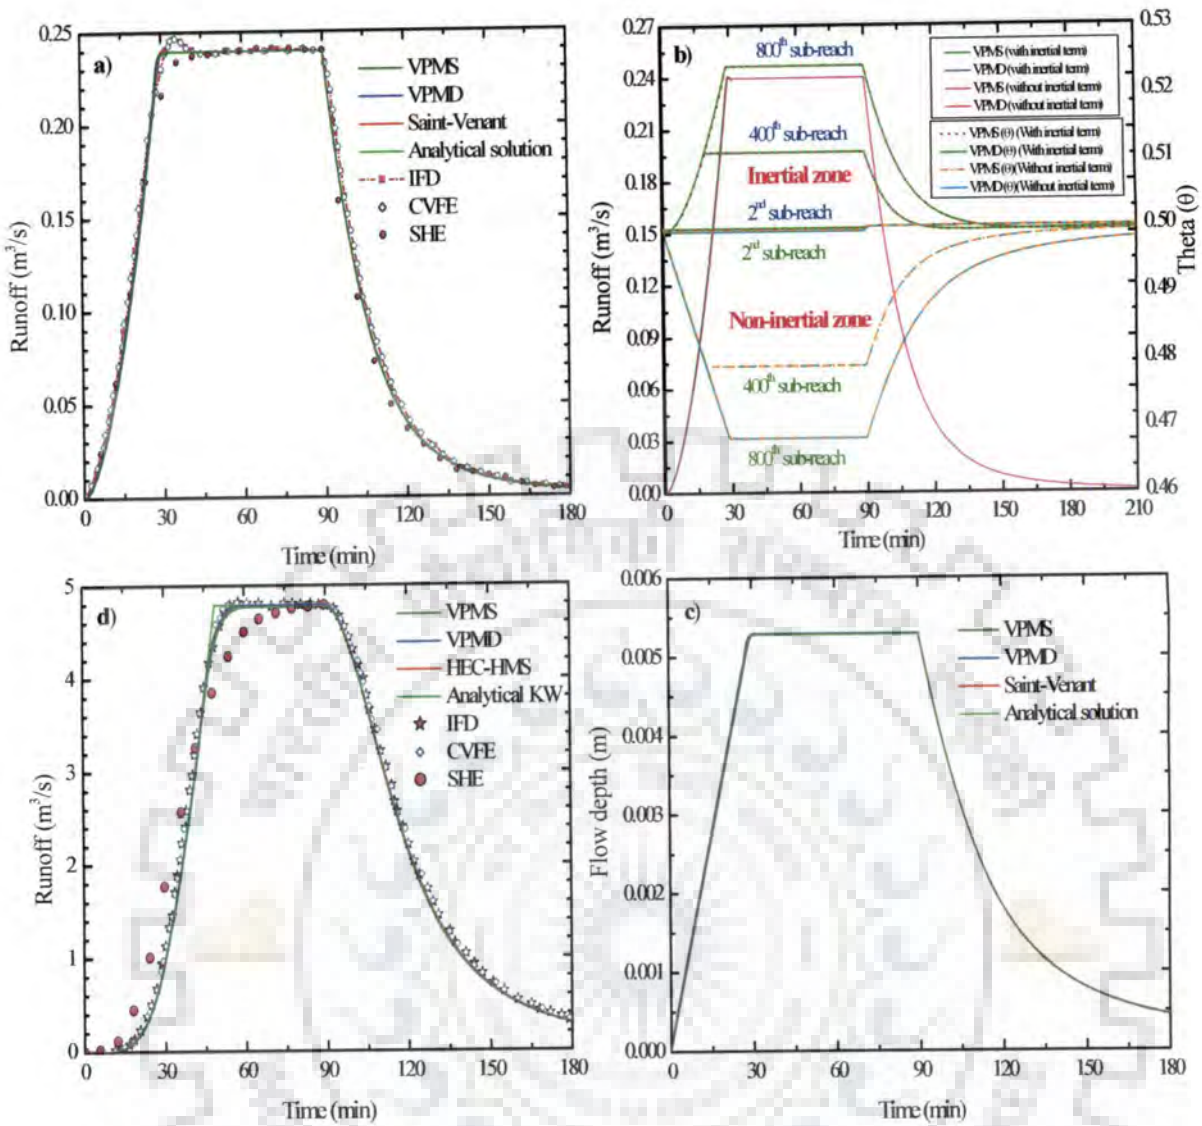 a)
VPMS
VPMD
Saint-Venant
Analytical solution
IFD
CVFE
SHE
Runoff (m³/s)
0.25
0.20
0.15
0.10
0.05
0.00
0 30 60 90 120 150 180
Time (min)
b)
800th sub-reach
400th sub-reach
Inertial zone
2nd sub-reach
2nd sub-reach
Non-inertial zone
400th sub-reach
800th sub-reach
VPMS (with inertial term)
VPMD (with inertial term)
VPMS (without inertial term)
VPMD (without inertial term)
VPMS (θ) (With inertial term)
VPMD (θ) (With inertial term)
VPMS (θ) (Without inertial term)
VPMD (θ) (Without inertial term)
Runoff (m³/s)
0.27
0.24
0.21
0.18
0.15
0.12
0.09
0.06
0.03
0.00
0 30 60 90 120 150 180 210
Time (min)
0.53
0.52
0.51
0.50
0.49
0.48
0.47
0.46
Theta (θ)
d)
VPMS
VPMD
HEC-HMS
Analytical KW
IFD
CVFE
SHE
Runoff (m³/s)
5
4
3
2
1
0
0 30 60 90 120 150 180
Time (min)
c)
VPMS
VPMD
Saint-Venant
Analytical solution
Flow depth (m)
0.006
0.005
0.004
0.003
0.002
0.001
0.000
0 30 60 90 120 150 180
Time (min)